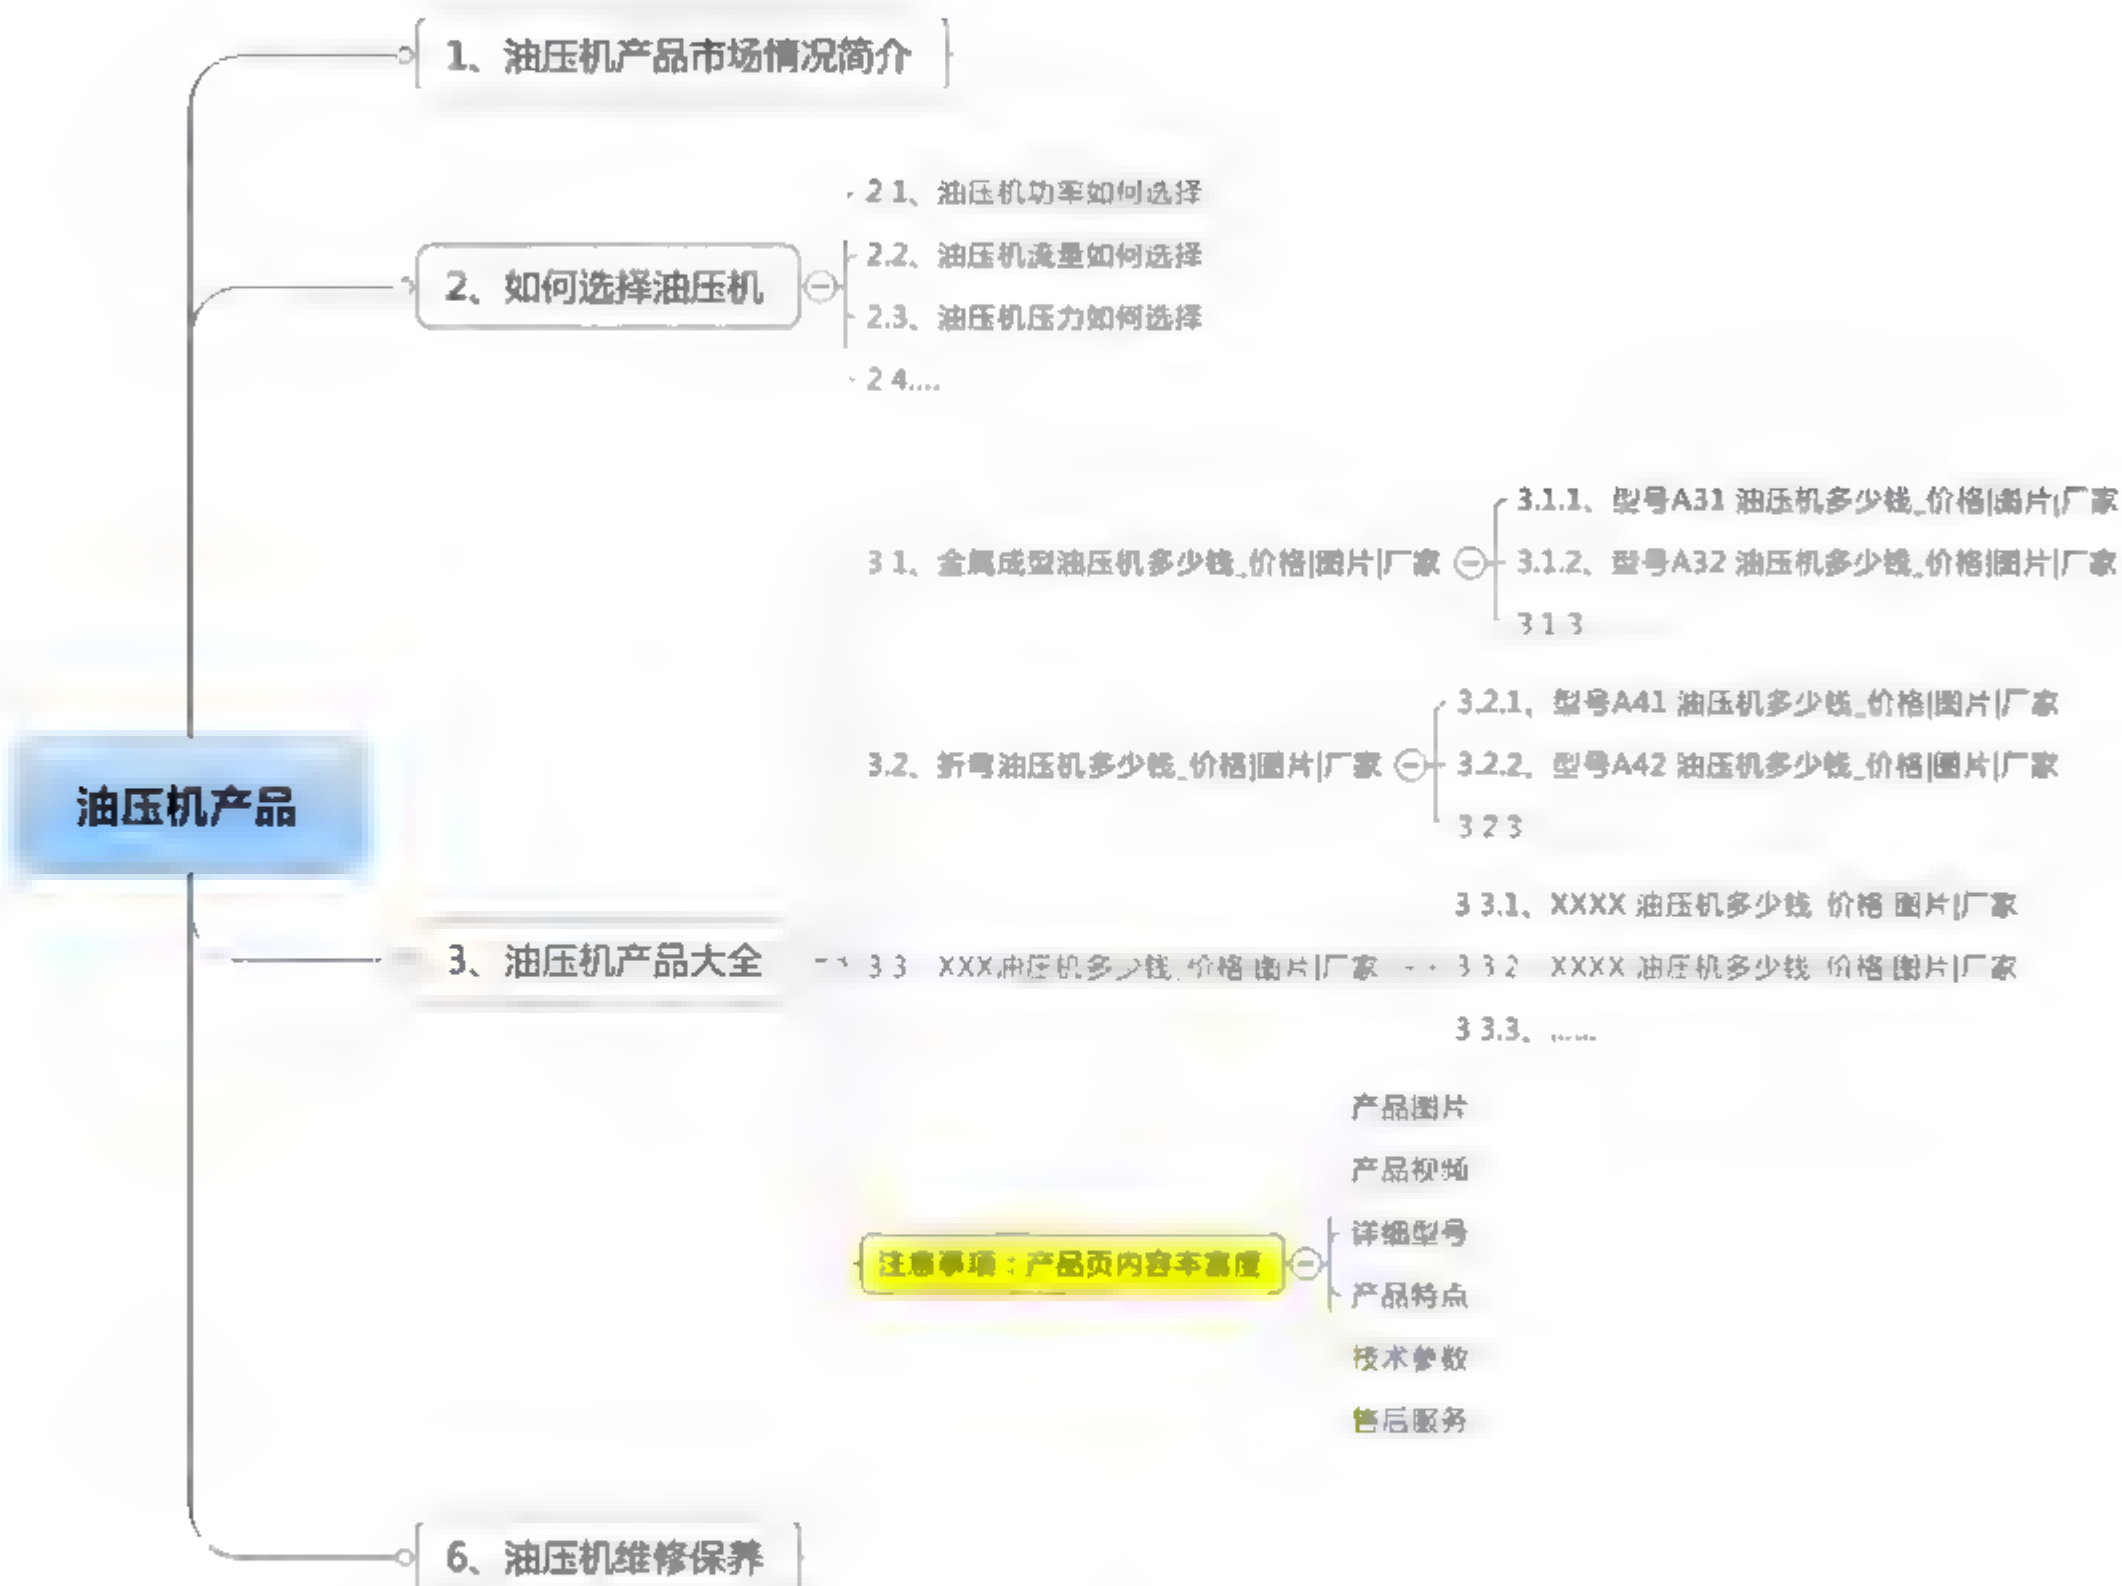 1、油压机产品市场情况简介
2.1、油压机功率如何选择
2、如何选择油压机
2.2、油压机流量如何选择
2.3、油压机压力如何选择
2.4....
3.1、金属成型油压机多少钱_价格|图片|厂家
3.1.1、型号A31 油压机多少钱_价格|图片|厂家
3.1.2、型号A32 油压机多少钱_价格|图片|厂家
3.1.3
3.2、折弯油压机多少钱_价格|图片|厂家
3.2.1、型号A41 油压机多少钱_价格|图片|厂家
3.2.2、型号A42 油压机多少钱_价格|图片|厂家
3.2.3
油压机产品
3、油压机产品大全
3.3、XXX油压机多少钱_价格|图片|厂家
3.3.1、XXXX 油压机多少钱_价格|图片|厂家
3.3.2、XXXX 油压机多少钱_价格|图片|厂家
3.3.3、......
注意事项：产品页内容丰富度
产品图片
产品视频
详细型号
产品特点
技术参数
售后服务
6、油压机维修保养